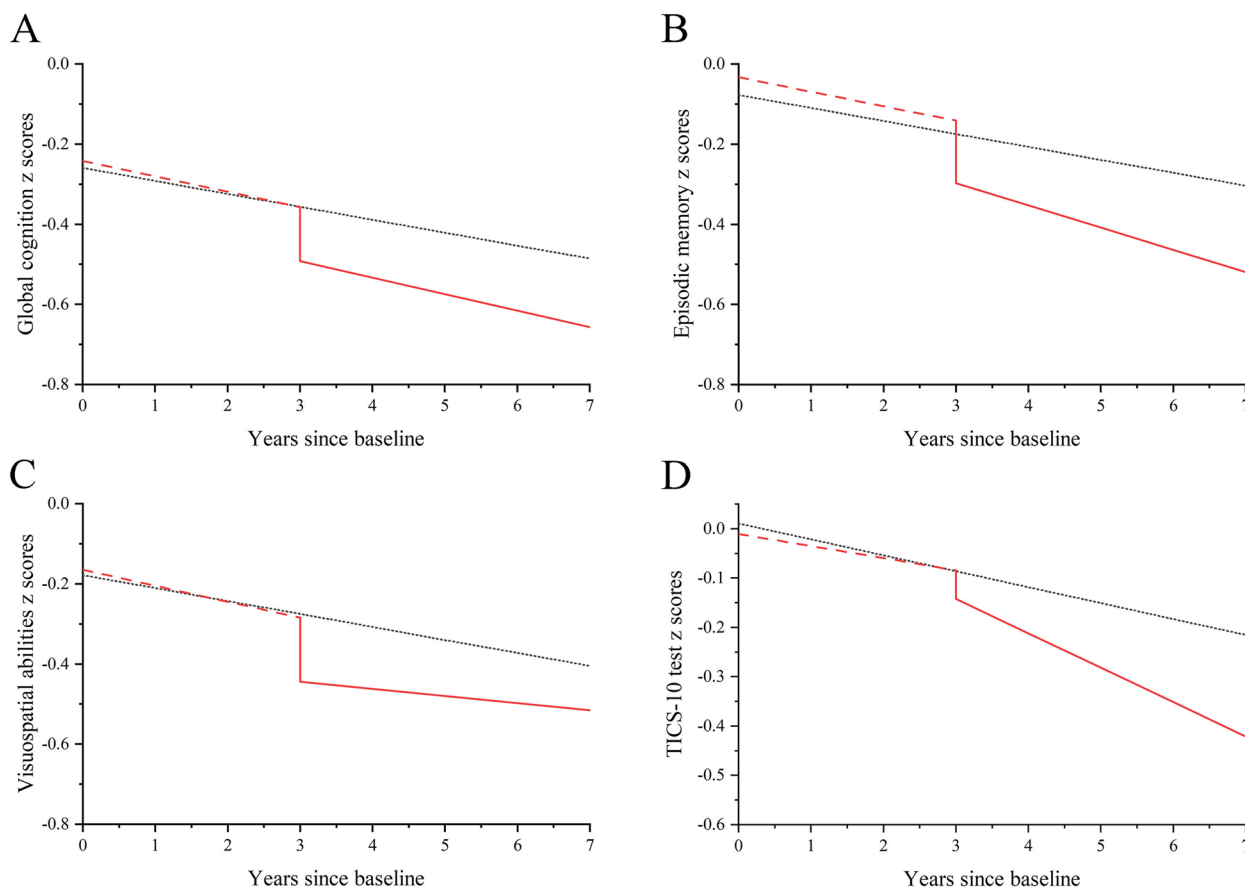 A
Global cognition z scores
0.0
-0.2
-0.4
-0.6
-0.8
0 1 2 3 4 5 6 7
Years since baseline
B
Episodic memory z scores
0.0
-0.2
-0.4
-0.6
-0.8
0 1 2 3 4 5 6 7
Years since baseline
C
Visuospatial abilities z scores
0.0
-0.2
-0.4
-0.6
-0.8
0 1 2 3 4 5 6 7
Years since baseline
D
TICS-10 test z scores
0.0
-0.1
-0.2
-0.3
-0.4
-0.5
-0.6
0 1 2 3 4 5 6 7
Years since baseline